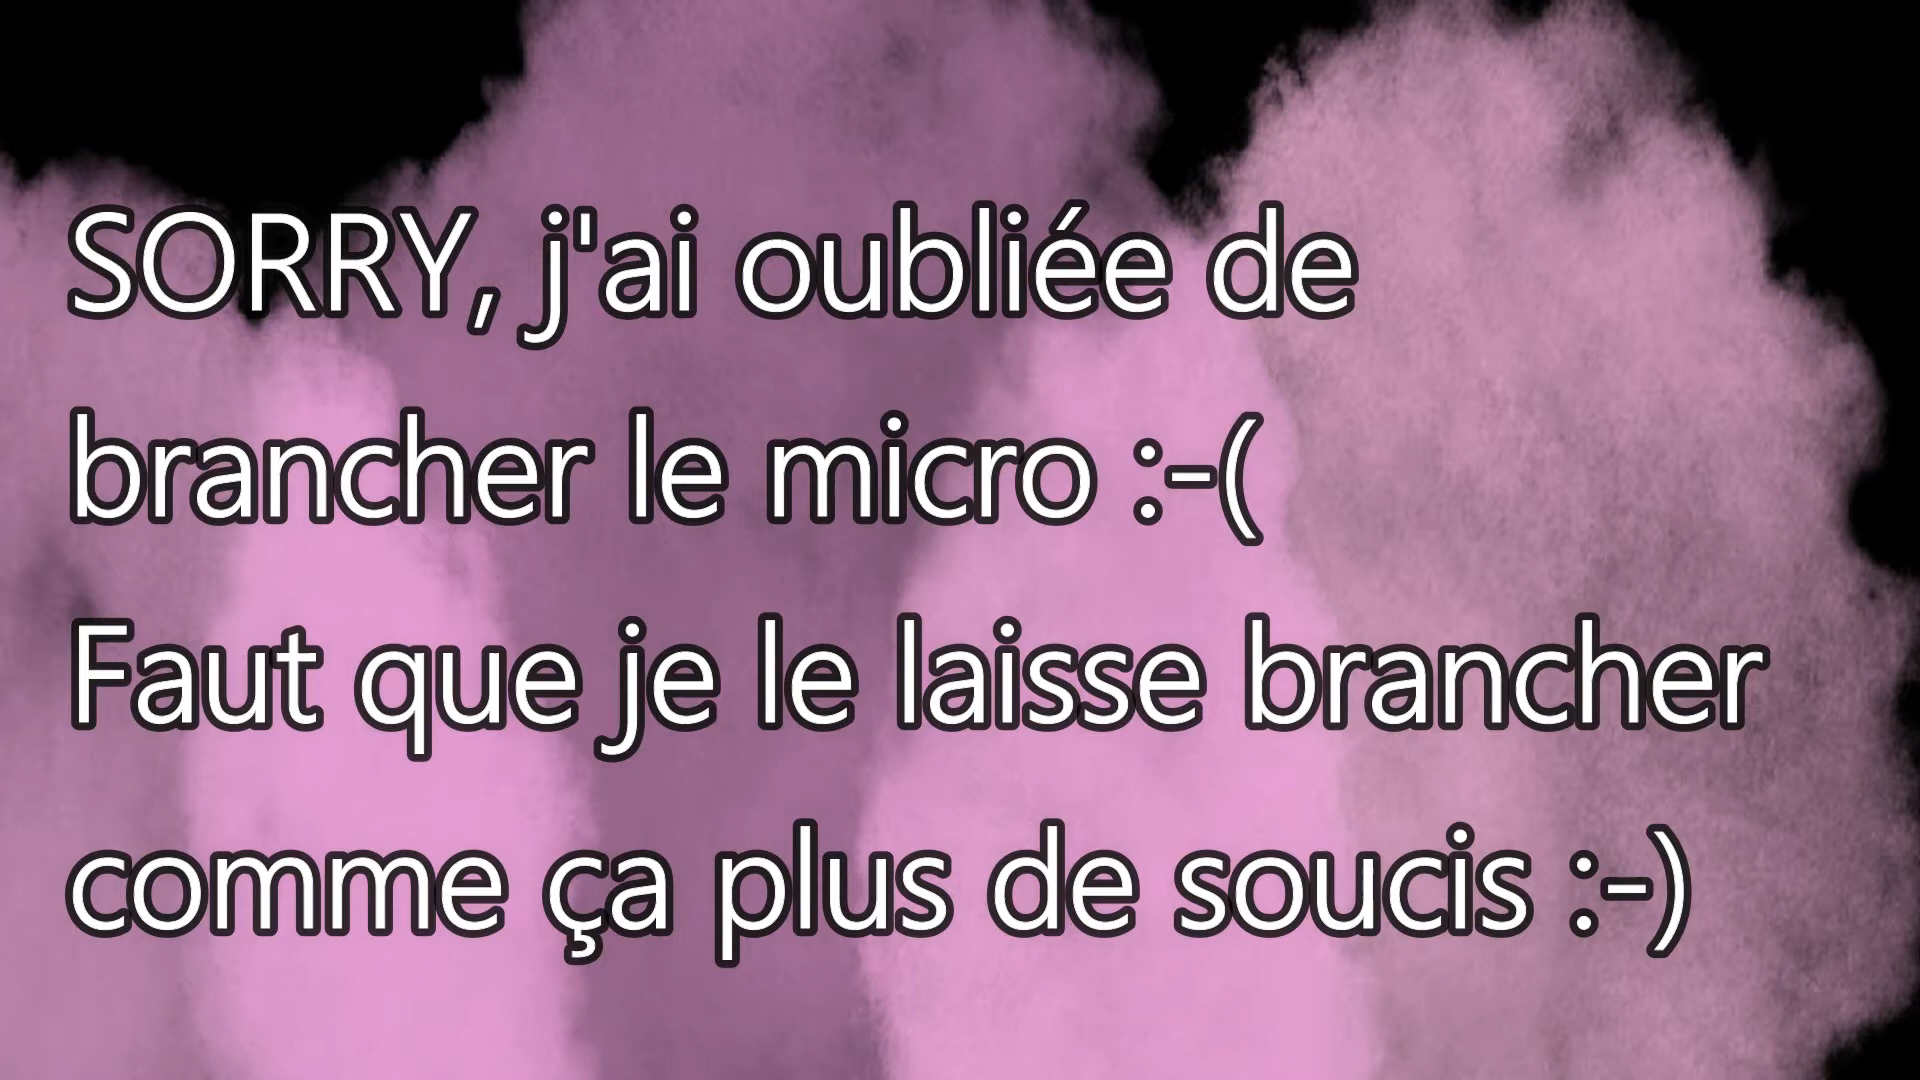 SORRY, j'ai oubliée de
brancher le micro :-(
Faut que je le laisse brancher
comme ça plus de soucis :-)